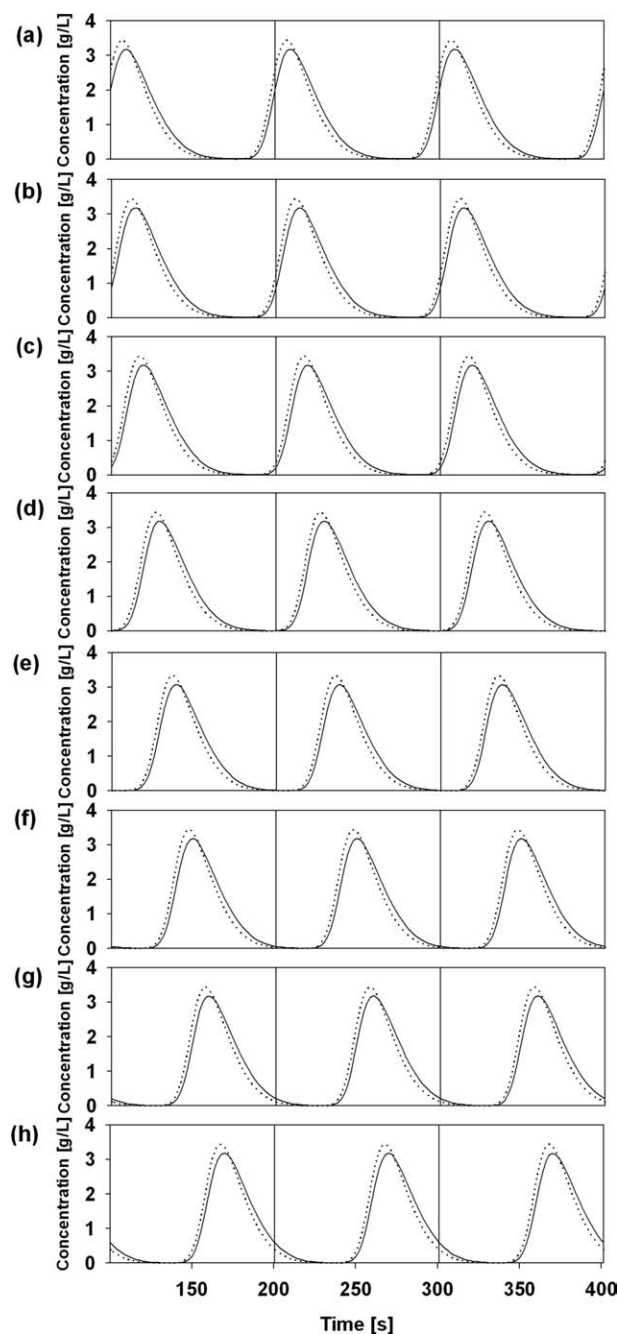 (a)
Concentration [g/L]
4
3
2
1
0
(b)
Concentration [g/L]
4
3
2
1
0
(c)
Concentration [g/L]
4
3
2
1
0
(d)
Concentration [g/L]
4
3
2
1
0
(e)
Concentration [g/L]
4
3
2
1
0
(f)
Concentration [g/L]
4
3
2
1
0
(g)
Concentration [g/L]
4
3
2
1
0
(h)
Concentration [g/L]
4
3
2
1
0
150 200 250 300 350 400
Time [s]